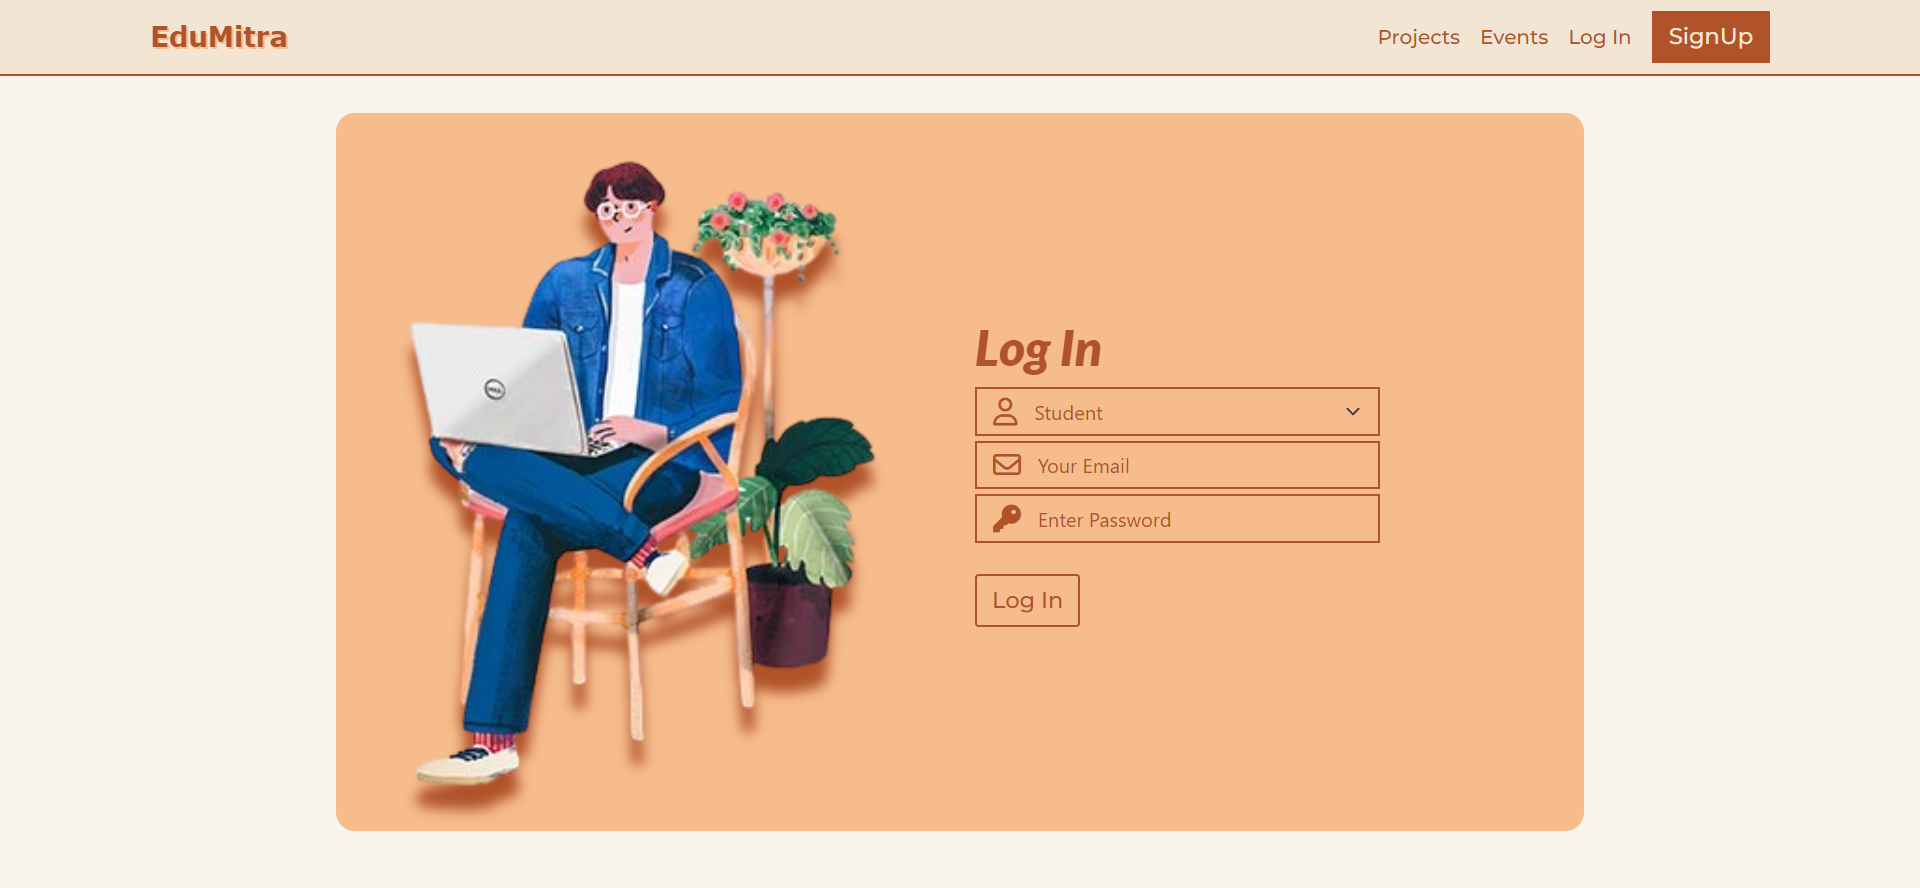 EduMitra
Projects Events Log In SignUp
Log In
Student
Your Email
Enter Password
Log In